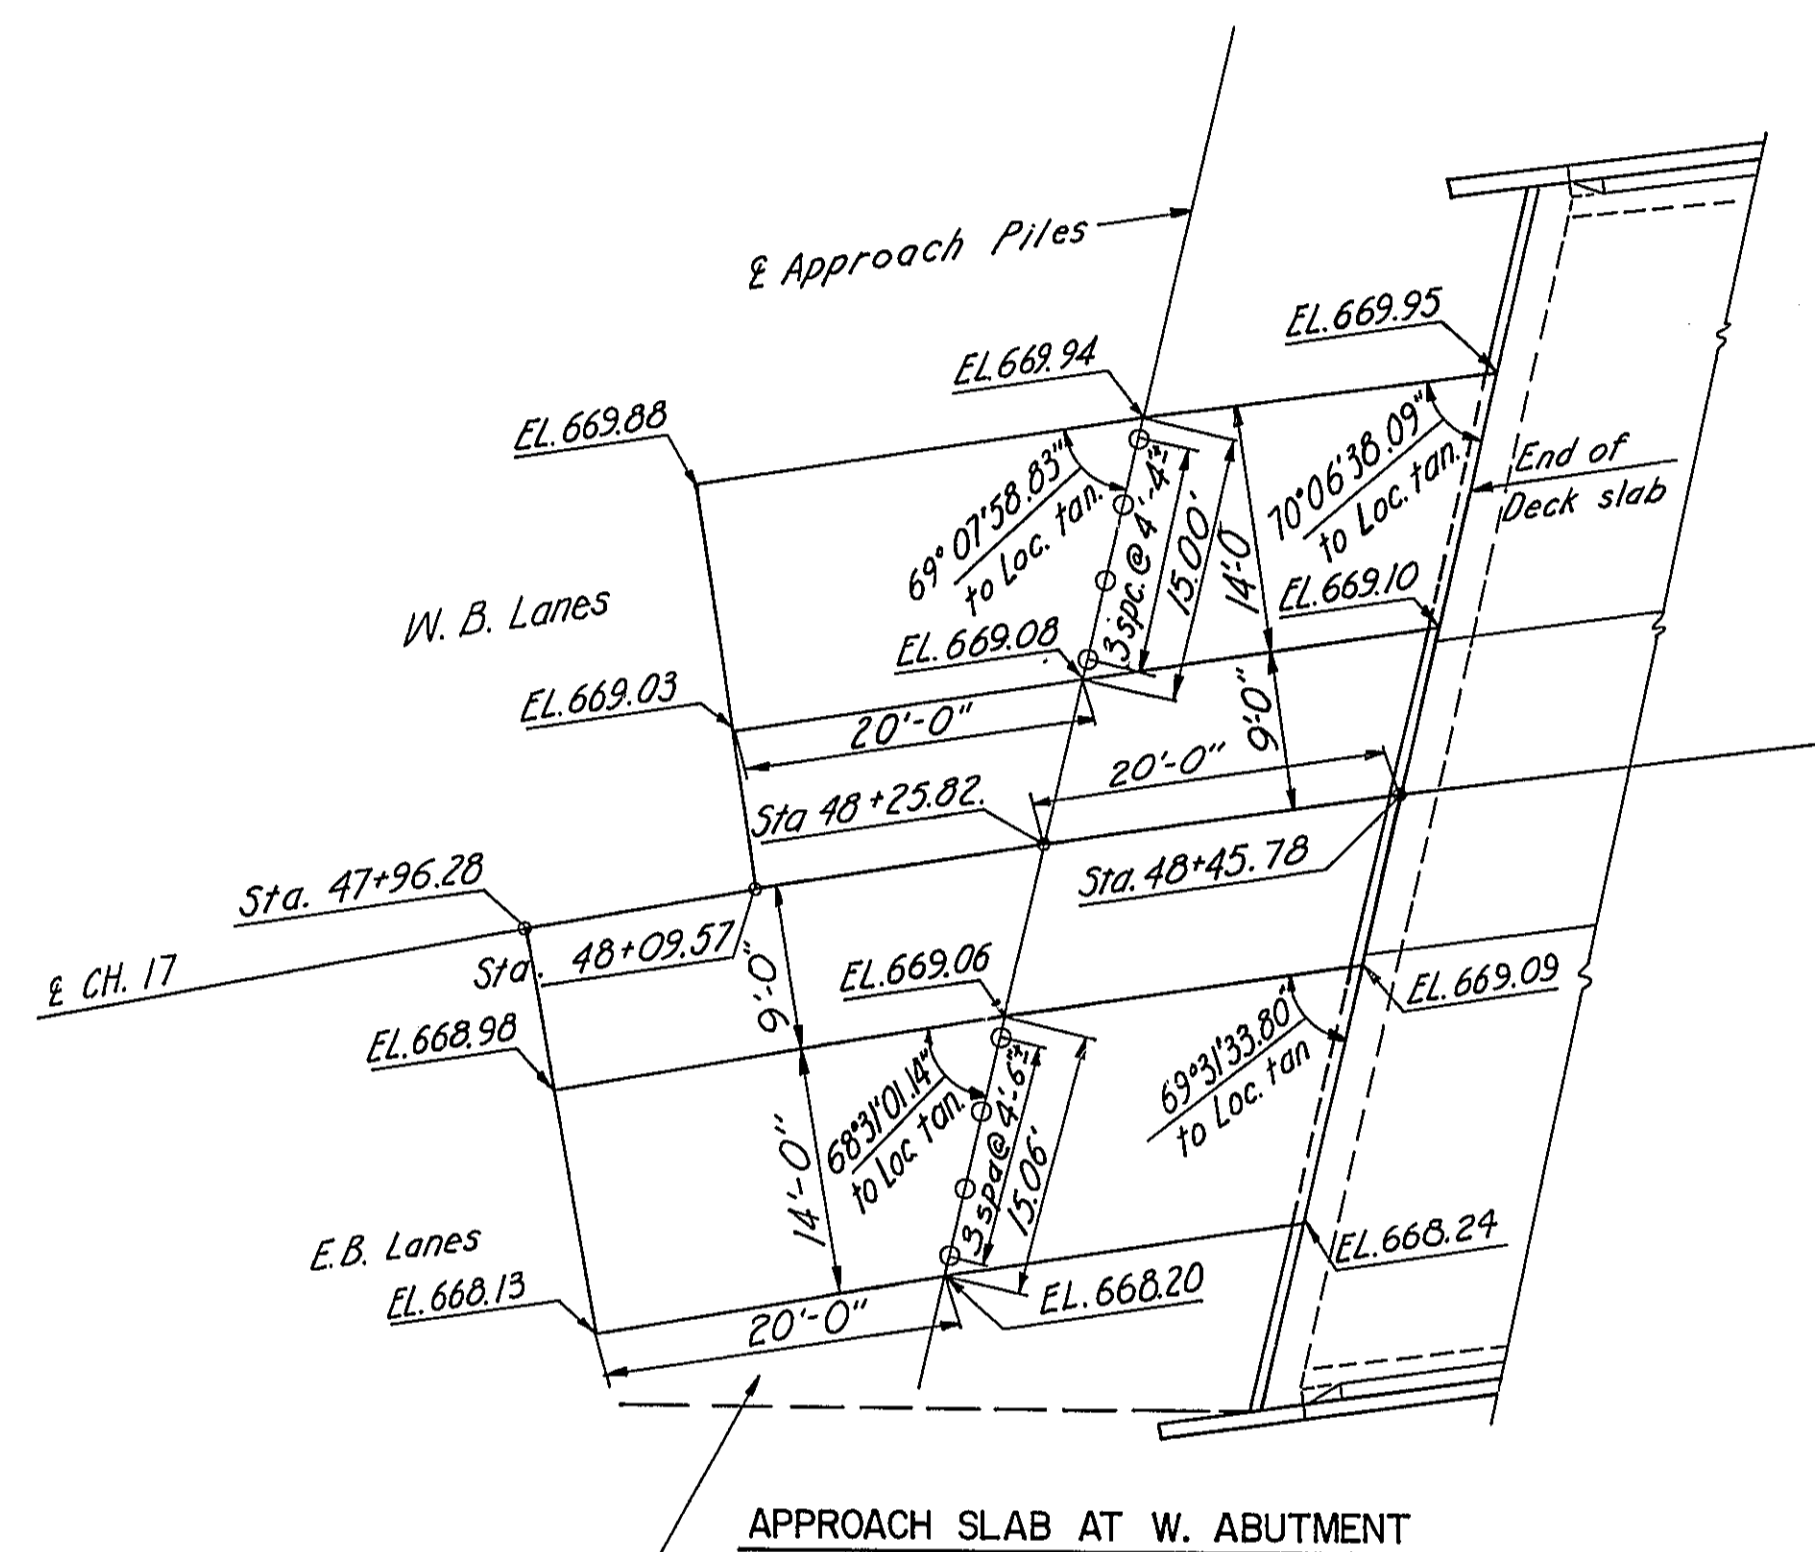 ℄ Approach Piles
EL.669.95
EL.669.94
EL.669.88
69°07'58.83"
to Loc. tan.
3 spc.@ 4'-4"±
15.00'
14'-0
70°06'38.09"
to Loc. tan.
End of
Deck slab
W. B. Lanes
EL.669.10
EL.669.08
EL.669.03
20'-0"
9'-0"
20'-0"
Sta 48+25.82.
Sta. 48+45.78
Sta. 47+96.28
Sta. 48+09.57
℄ CH. 17
9'-0"
EL.669.06
EL.669.09
EL.668.98
68°31'01.14"
to Loc tan.
3 spa@ 4'-6"±
15.06'
69°31'33.80"
to Loc. tan
14'-0"
E.B. Lanes
EL.668.24
EL.668.13
EL.668.20
20'-0"
APPROACH SLAB AT W. ABUTMENT